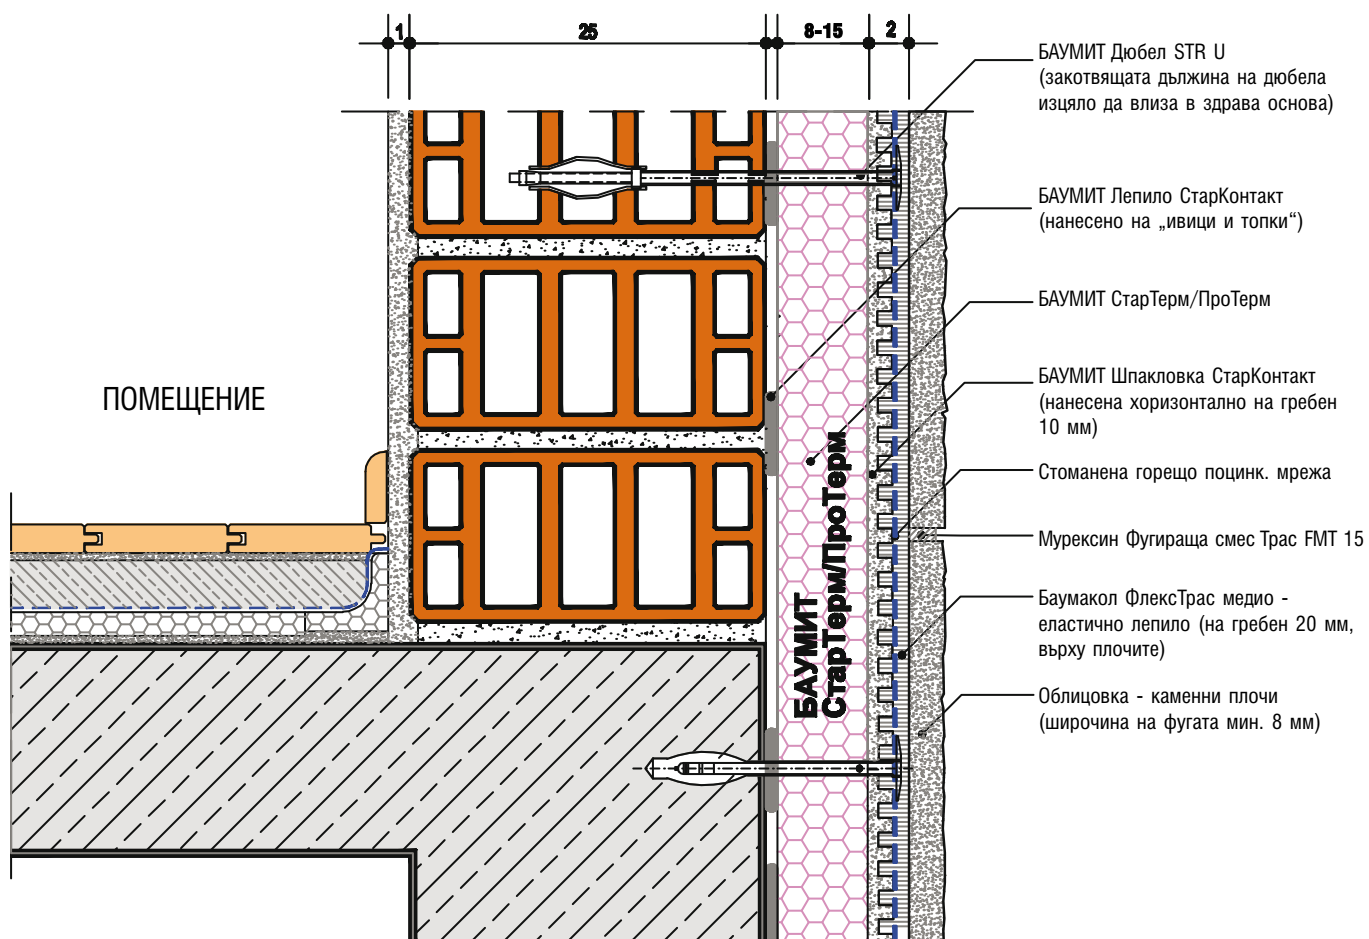 1
25
8-15
2
БАУМИТ Дюбел STR U
(закотвящата дължина на дюбела
изцяло да влиза в здрава основа)
БАУМИТ Лепило СтарКонтакт
(нанесено на „ивици и топки“)
БАУМИТ СтарТерм/ПроТерм
БАУМИТ Шпакловка СтарКонтакт
(нанесена хоризонтално на гребен
10 мм)
Стоманена горещо поцинк. мрежа
Мурексин Фугираща смес Трас FMT 15
Баумакол ФлексТрас медио -
еластично лепило (на гребен 20 мм,
върху плочите)
Облицовка - каменни плочи
(широчина на фугата мин. 8 мм)
ПОМЕЩЕНИЕ
БАУМИТ
СтарТерм/ПроТерм